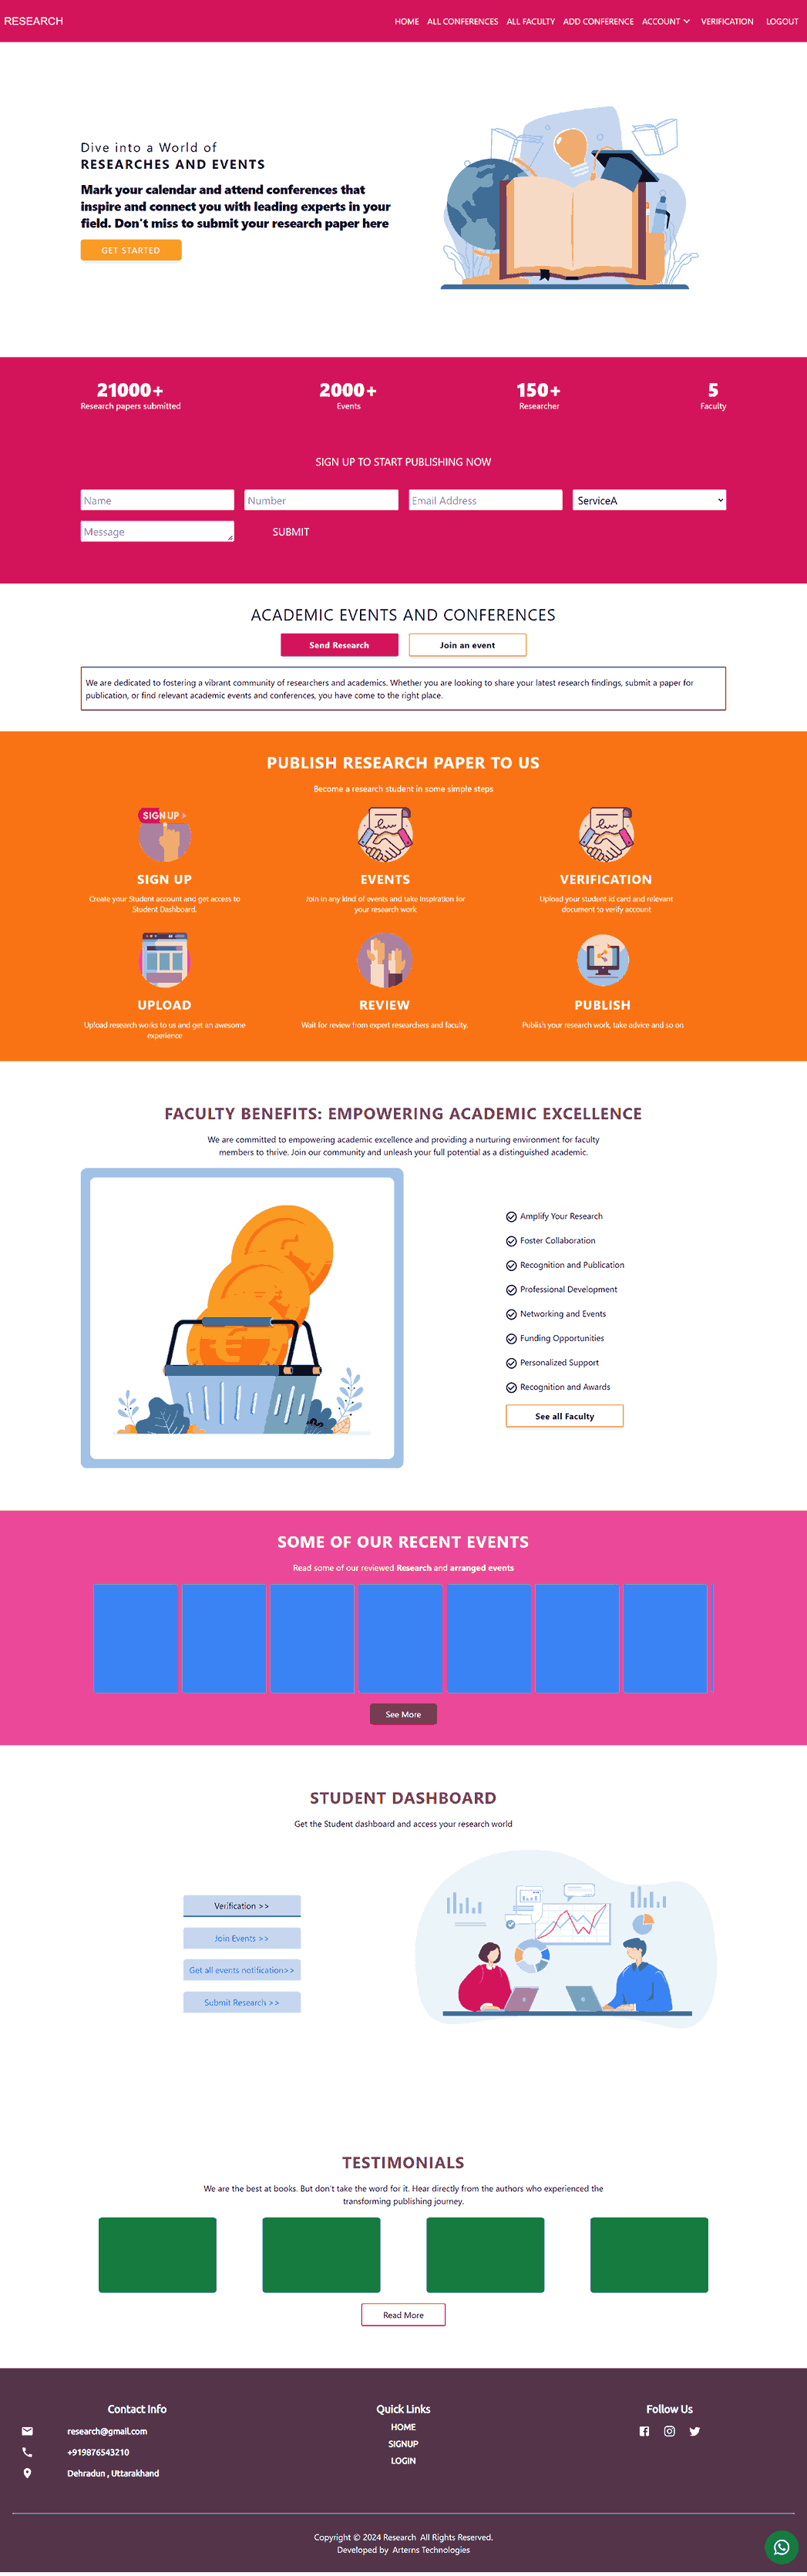 RESEARCH
HOME ALL CONFERENCES ALL FACULTY ADD CONFERENCE ACCOUNT VERIFICATION LOGOUT
Dive into a World of
RESEARCHES AND EVENTS
Mark your calendar and attend conferences that
inspire and connect you with leading experts in your
field. Don't miss to submit your research paper here
GET STARTED
21000+ 2000+ 150+ 5
Research papers submitted Events Researcher Faculty
SIGN UP TO START PUBLISHING NOW
Name Number Email Address ServiceA
Message SUBMIT
ACADEMIC EVENTS AND CONFERENCES
Send Research Join an event
We are dedicated to fostering a vibrant community of researchers and academics. Whether you are looking to share your latest research findings, submit a paper for
publication, or find relevant academic events and conferences, you have come to the right place.
PUBLISH RESEARCH PAPER TO US
Become a research student in some simple steps
SIGN UP >
SIGN UP EVENTS VERIFICATION
Create your Student account and get access to Join in any kind of events and take inspiration for Upload your student id card and relevant
Student Dashboard. your research work document to verify account
UPLOAD REVIEW PUBLISH
Upload research works to us and get an awesome Wait for review from expert researchers and faculty. Publish your research work, take advice and so on
experience
FACULTY BENEFITS: EMPOWERING ACADEMIC EXCELLENCE
We are committed to empowering academic excellence and providing a nurturing environment for faculty
members to thrive. Join our community and unleash your full potential as a distinguished academic.
Amplify Your Research
Foster Collaboration
Recognition and Publication
Professional Development
Networking and Events
Funding Opportunities
Personalized Support
Recognition and Awards
See all Faculty
SOME OF OUR RECENT EVENTS
Read some of our reviewed Research and arranged events
See More
STUDENT DASHBOARD
Get the Student dashboard and access your research world
Verification >>
Join Events >>
Get all events notification>>
Submit Research >>
TESTIMONIALS
We are the best at books. But don't take the word for it. Hear directly from the authors who experienced the
transforming publishing journey.
Read More
Contact Info Quick Links Follow Us
research@gmail.com HOME
+919876543210 SIGNUP
Dehradun , Uttarakhand LOGIN
Copyright © 2024 Research All Rights Reserved.
Developed by Arterns Technologies